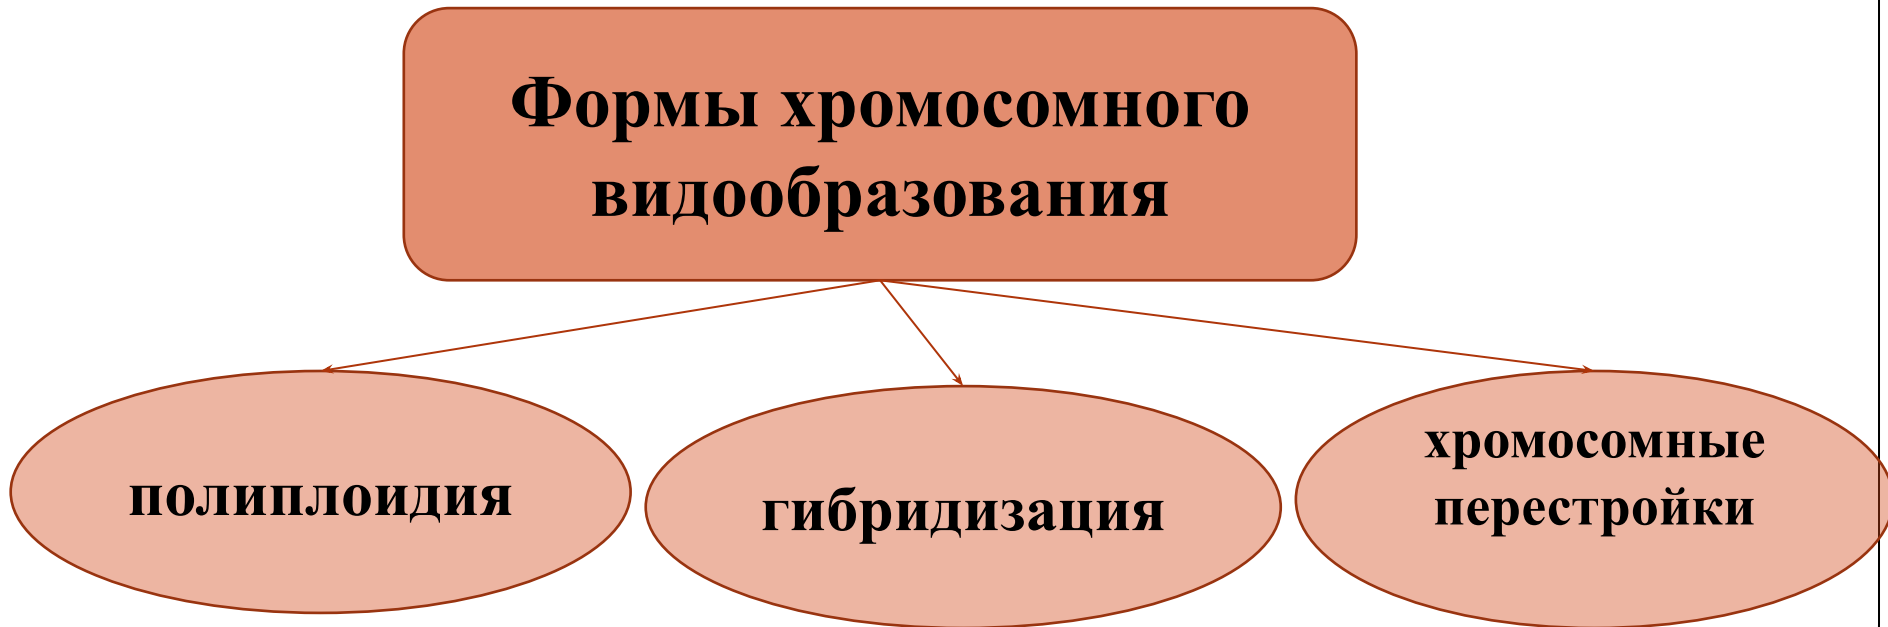 Формы хромосомного
видообразования
полиплоидия
гибридизация
хромосомные
перестройки